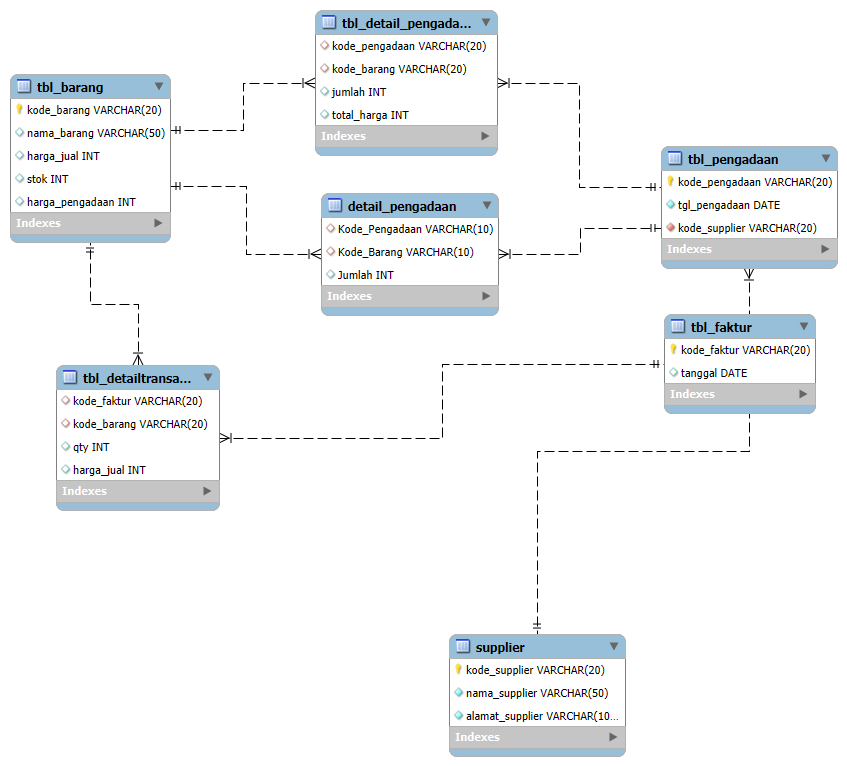 tbl_detail_pengada...
kode_pengadaan VARCHAR(20)
kode_barang VARCHAR(20)
jumlah INT
total_harga INT
Indexes
tbl_barang
kode_barang VARCHAR(20)
nama_barang VARCHAR(50)
harga_jual INT
stok INT
harga_pengadaan INT
Indexes
tbl_pengadaan
kode_pengadaan VARCHAR(20)
tgl_pengadaan DATE
kode_supplier VARCHAR(20)
Indexes
detail_pengadaan
Kode_Pengadaan VARCHAR(10)
Kode_Barang VARCHAR(10)
Jumlah INT
Indexes
tbl_faktur
kode_faktur VARCHAR(20)
tanggal DATE
Indexes
tbl_detailtransa...
kode_faktur VARCHAR(20)
kode_barang VARCHAR(20)
qty INT
harga_jual INT
Indexes
supplier
kode_supplier VARCHAR(20)
nama_supplier VARCHAR(50)
alamat_supplier VARCHAR(10...
Indexes